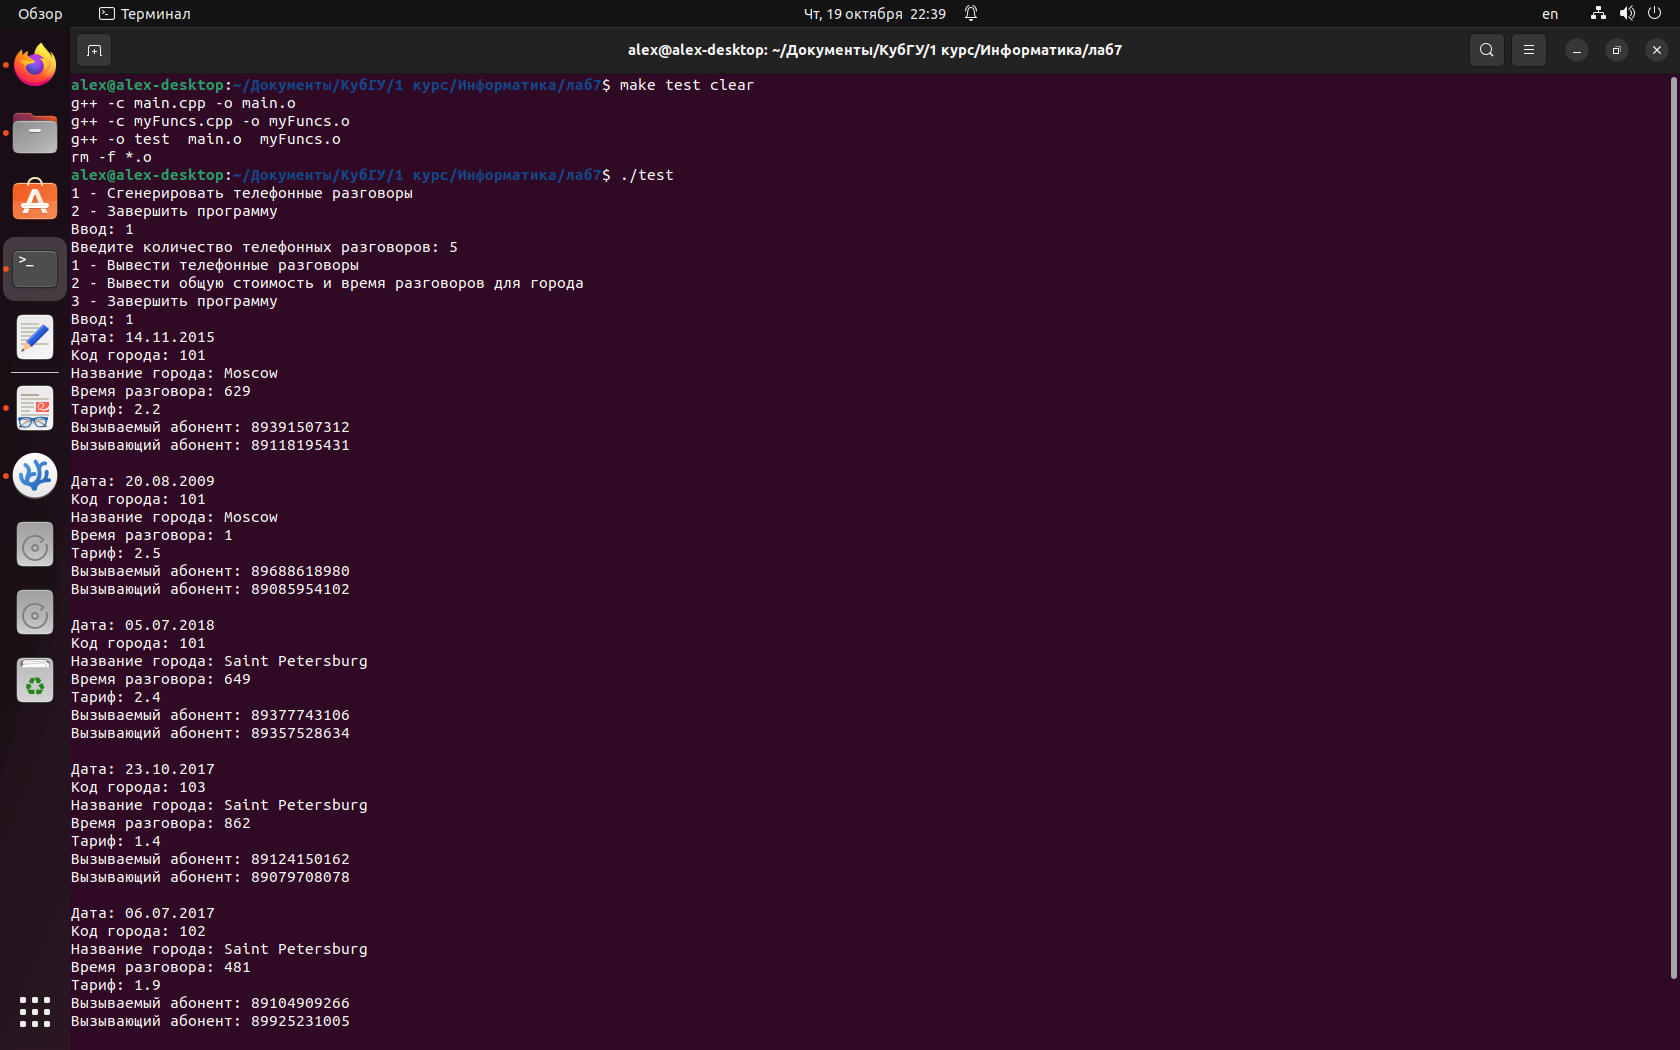 Обзор
Терминал
Чт, 19 октября 22:39
en
alex@alex-desktop: ~/Документы/КубГУ/1 курс/Информатика/лаб7
alex@alex-desktop:~/Документы/КубГУ/1 курс/Информатика/лаб7$ make test clear
g++ -c main.cpp -o main.o
g++ -c myFuncs.cpp -o myFuncs.o
g++ -o test  main.o  myFuncs.o
rm -f *.o
alex@alex-desktop:~/Документы/КубГУ/1 курс/Информатика/лаб7$ ./test
1 - Сгенерировать телефонные разговоры
2 - Завершить программу
Ввод: 1
Введите количество телефонных разговоров: 5
1 - Вывести телефонные разговоры
2 - Вывести общую стоимость и время разговоров для города
3 - Завершить программу
Ввод: 1
Дата: 14.11.2015
Код города: 101
Название города: Moscow
Время разговора: 629
Тариф: 2.2
Вызываемый абонент: 89391507312
Вызывающий абонент: 89118195431
Дата: 20.08.2009
Код города: 101
Название города: Moscow
Время разговора: 1
Тариф: 2.5
Вызываемый абонент: 89688618980
Вызывающий абонент: 89085954102
Дата: 05.07.2018
Код города: 101
Название города: Saint Petersburg
Время разговора: 649
Тариф: 2.4
Вызываемый абонент: 89377743106
Вызывающий абонент: 89357528634
Дата: 23.10.2017
Код города: 103
Название города: Saint Petersburg
Время разговора: 862
Тариф: 1.4
Вызываемый абонент: 89124150162
Вызывающий абонент: 89079708078
Дата: 06.07.2017
Код города: 102
Название города: Saint Petersburg
Время разговора: 481
Тариф: 1.9
Вызываемый абонент: 89104909266
Вызывающий абонент: 89925231005